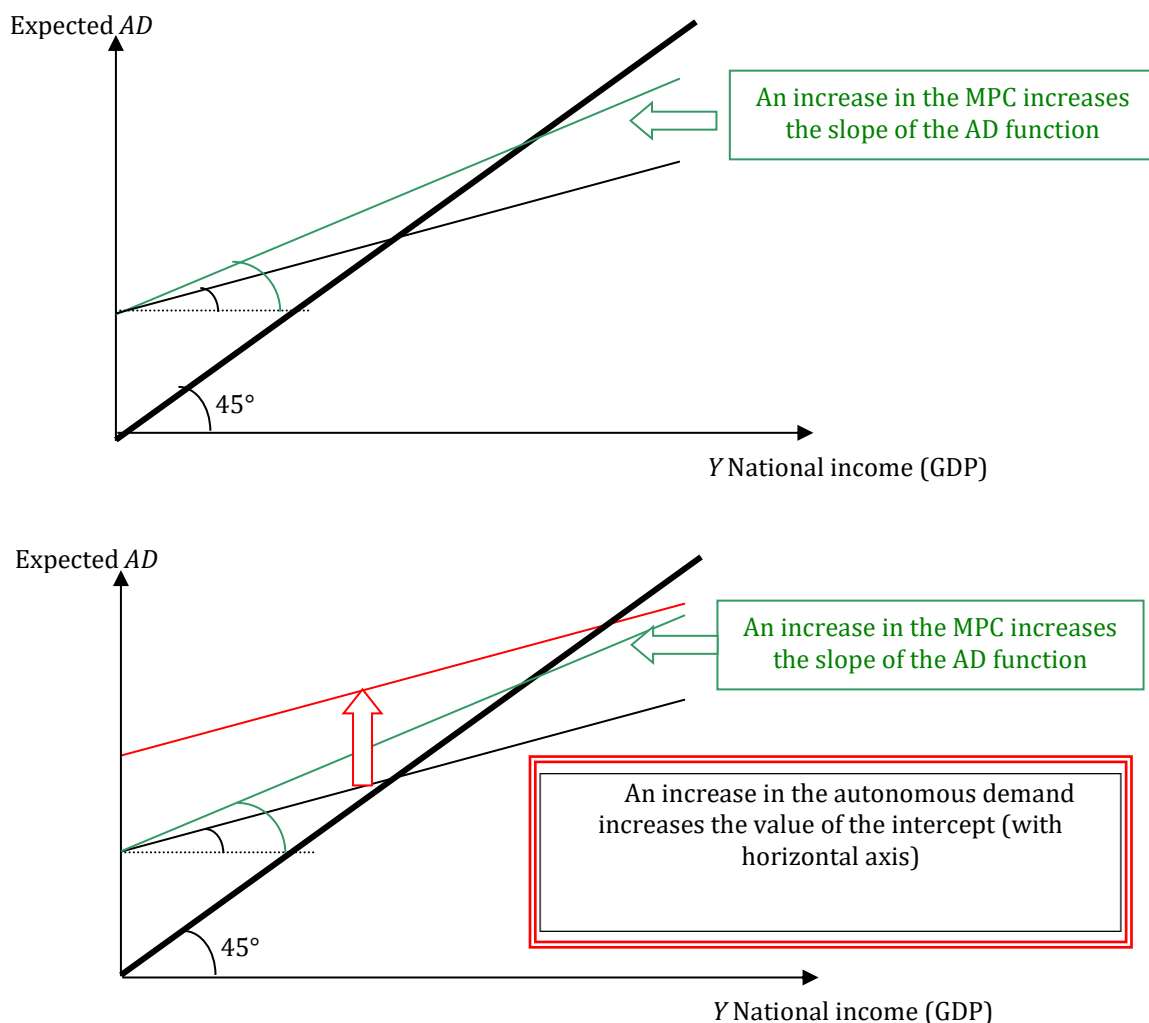 Expected AD
An increase in the MPC increases
the slope of the AD function
45°
Y National income (GDP)
Expected AD
An increase in the MPC increases
the slope of the AD function
An increase in the autonomous demand
increases the value of the intercept (with
horizontal axis)
45°
Y National income (GDP)